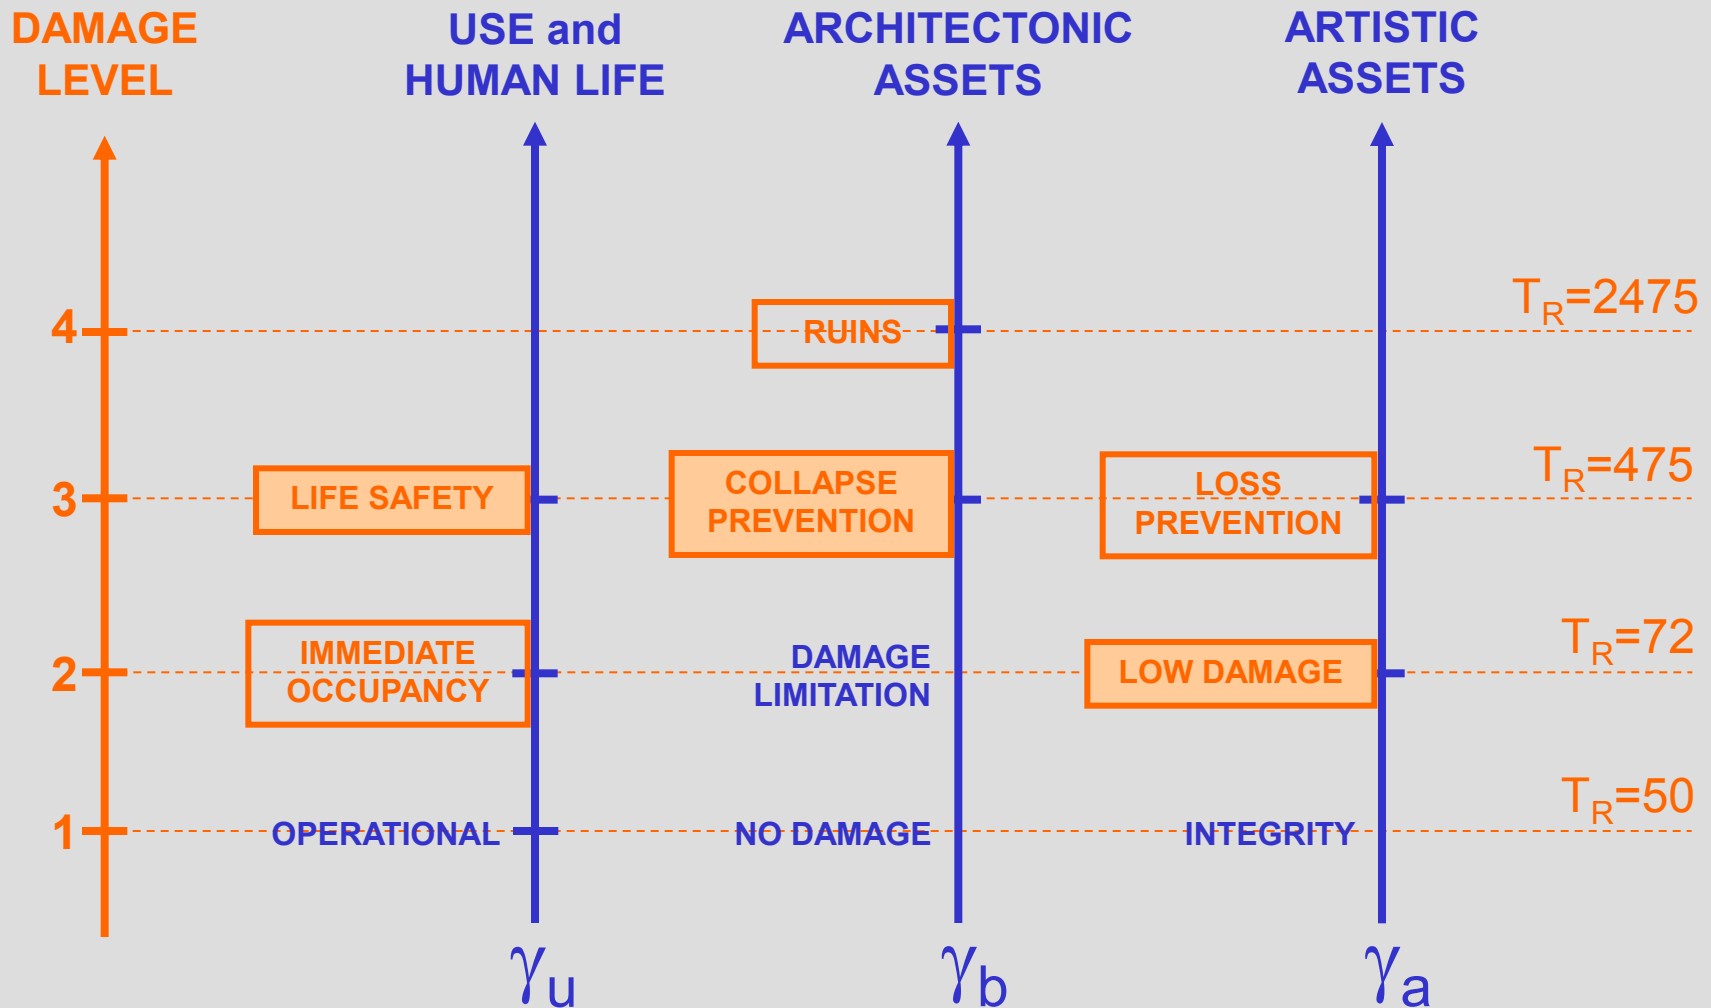 DAMAGE
LEVEL
USE and
HUMAN LIFE
ARCHITECTONIC
ASSETS
ARTISTIC
ASSETS
4
RUINS
TR=2475
3
LIFE SAFETY
COLLAPSE
PREVENTION
LOSS
PREVENTION
TR=475
2
IMMEDIATE
OCCUPANCY
DAMAGE
LIMITATION
LOW DAMAGE
TR=72
1
OPERATIONAL
NO DAMAGE
INTEGRITY
TR=50
γu
γb
γa